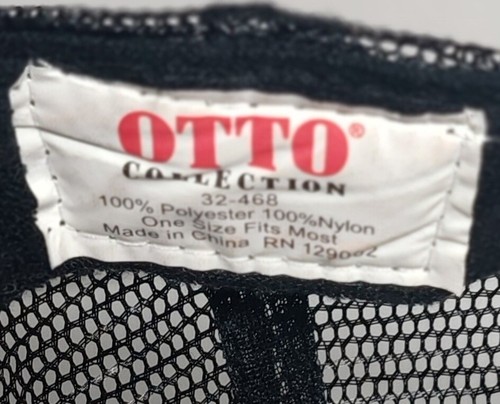 OTTO®
COLLECTION
32-468
100% Polyester 100%Nylon
One Size Fits Most
Made in China RN